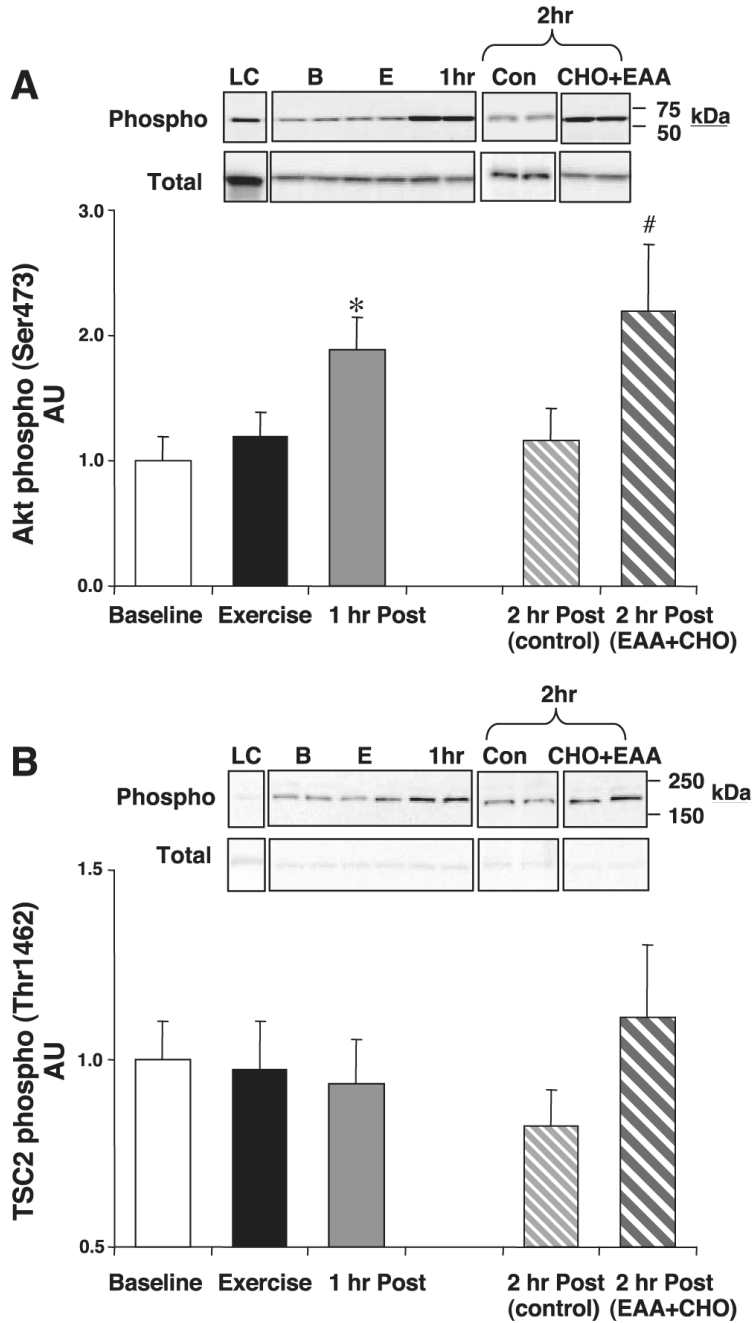 2hr
A
LC B E 1hr Con CHO+EAA
Phospho
75 kDa
50
Total
3.0
2.0
1.0
0.0
Akt phospho (Ser473)
AU
*
#
Baseline Exercise 1 hr Post 2 hr Post 2 hr Post
(control) (EAA+CHO)
2hr
B
LC B E 1hr Con CHO+EAA
Phospho
250 kDa
150
Total
1.5
1.0
0.5
TSC2 phospho (Thr1462)
AU
Baseline Exercise 1 hr Post 2 hr Post 2 hr Post
(control) (EAA+CHO)